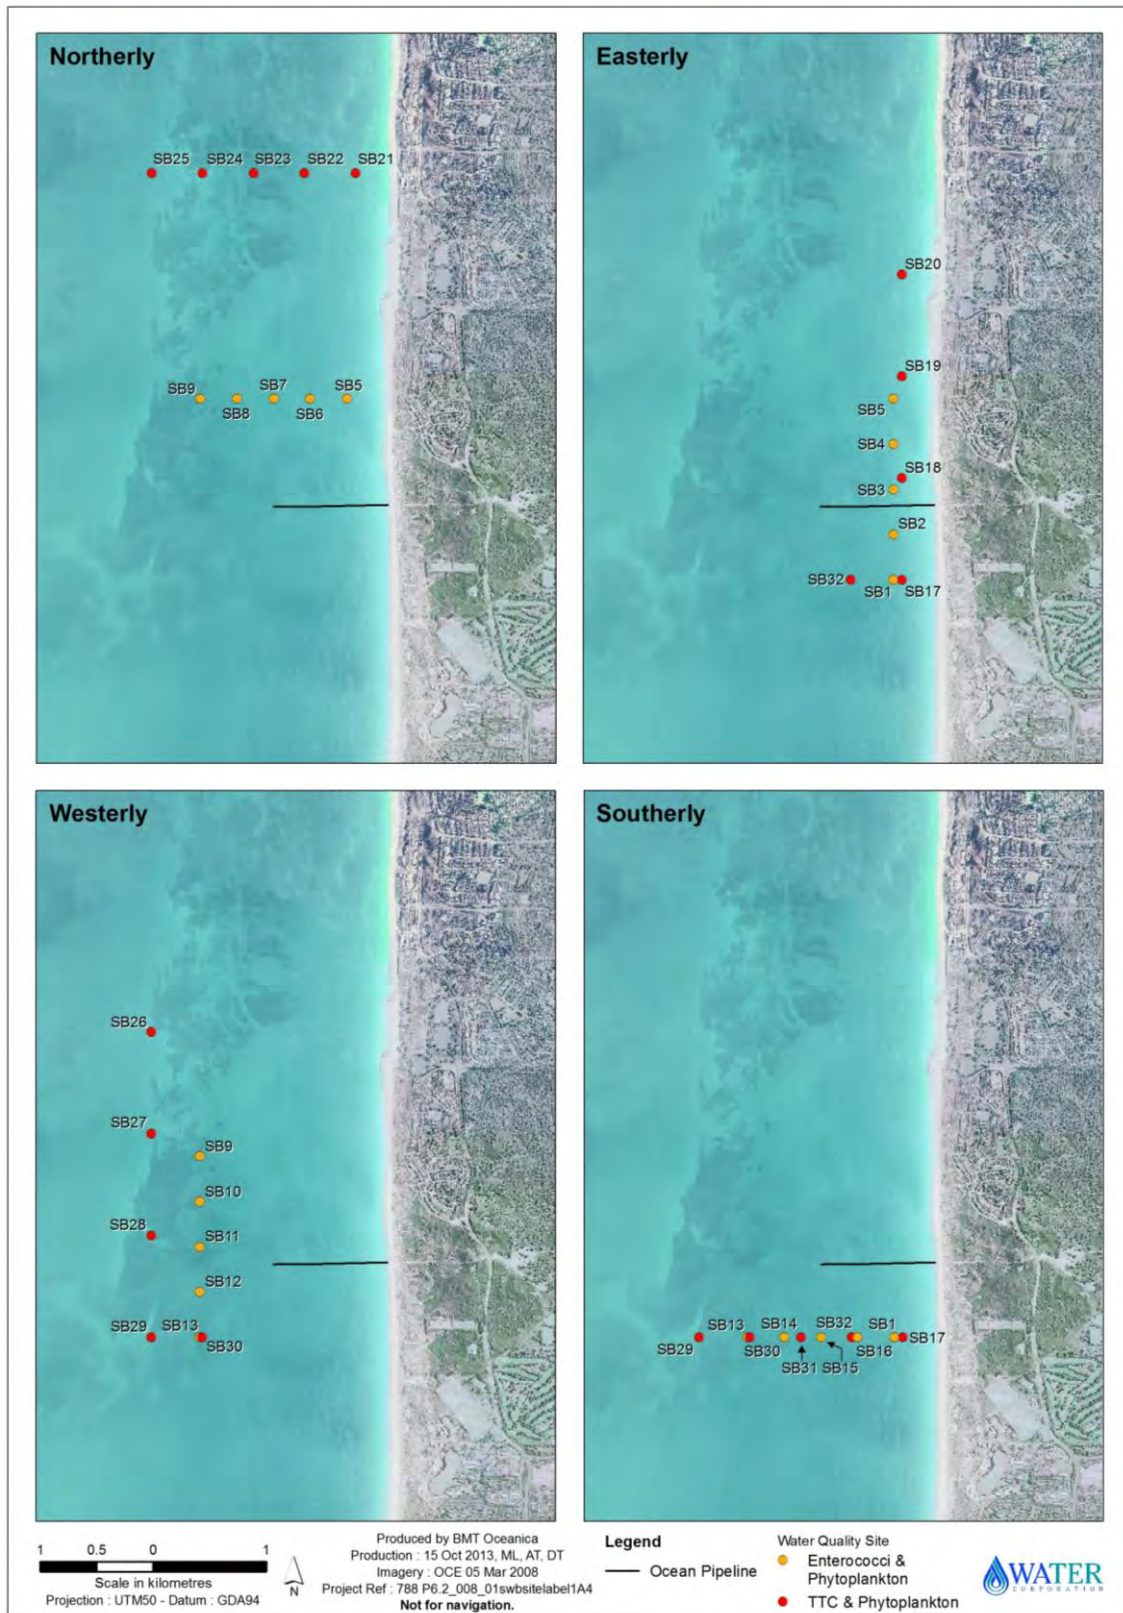 Northerly
SB25 SB24 SB23 SB22 SB21
SB9 SB7 SB5
SB8 SB6
Easterly
SB20
SB19
SB5
SB4
SB18
SB3
SB2
SB32 SB1 SB17
Westerly
SB26
SB27
SB9
SB10
SB28
SB11
SB12
SB29 SB13
SB30
Southerly
SB13 SB14 SB32 SB1
SB29 SB30 SB16 SB17
SB31 SB15
1 0.5 0 1
Scale in kilometres
Projection : UTM50 - Datum : GDA94
N
Produced by BMT Oceanica
Production : 15 Oct 2013, ML, AT, DT
Imagery : OCE 05 Mar 2008
Project Ref : 788 P6.2_008_01swbsitelabel1A4
Not for navigation.
Legend
Ocean Pipeline
Water Quality Site
Enterococci &
Phytoplankton
TTC & Phytoplankton
WATER
CORPORATION